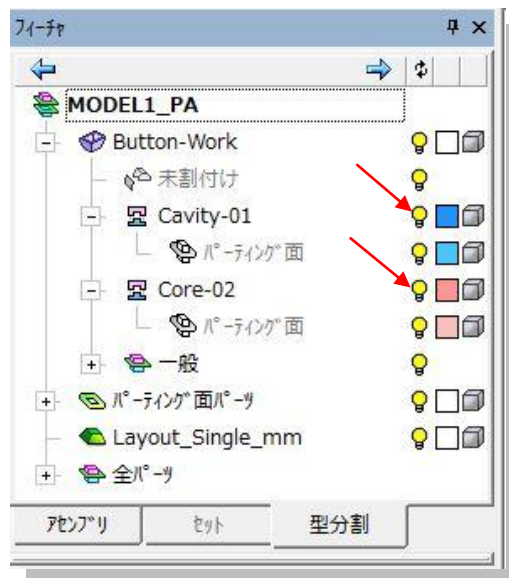 フィーチャ
MODEL1_PA
Button-Work
未割付け
Cavity-01
パーティング面
Core-02
パーティング面
一般
パーティング面パーツ
Layout_Single_mm
全パーツ
アセンブリ セット 型分割